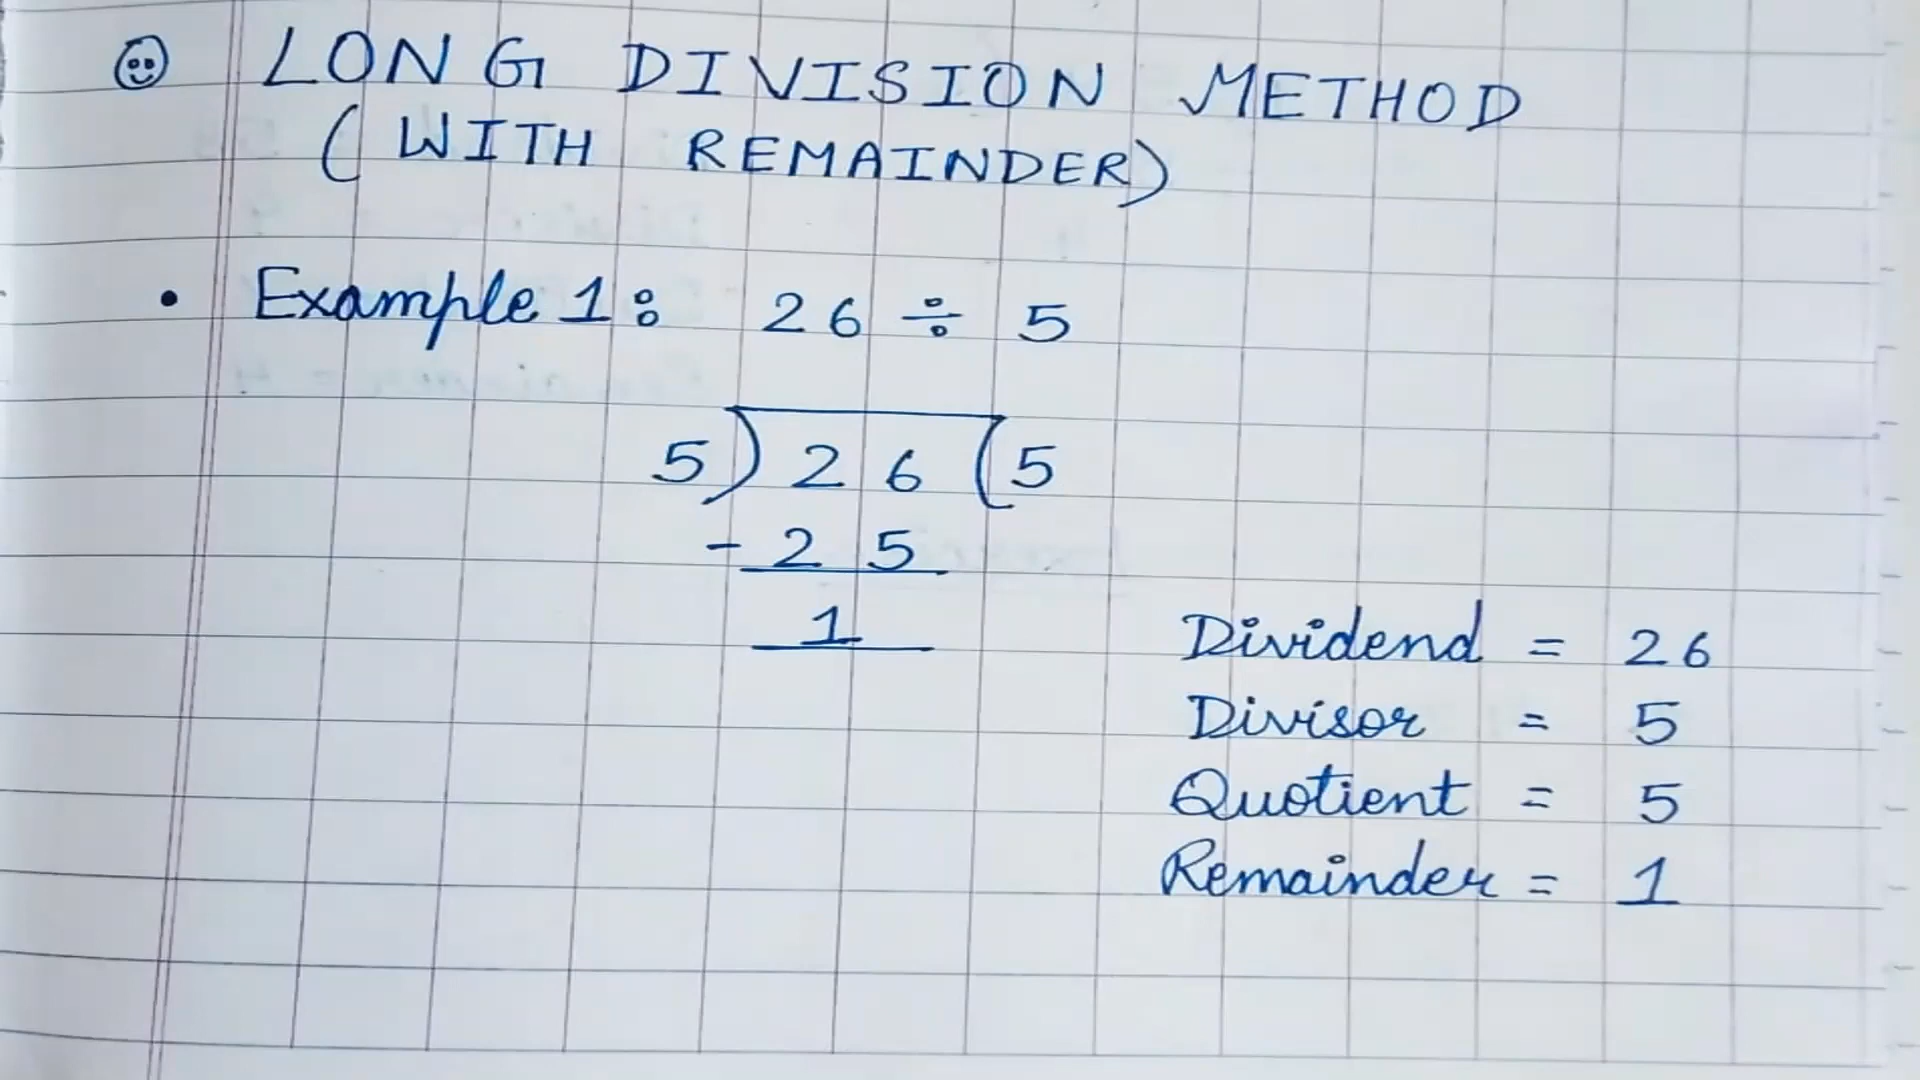 LONG DIVISION METHOD
(WITH REMAINDER)
• Example 1: 26 ÷ 5
5) 26 (5
- 25
1
Dividend = 26
Divisor = 5
Quotient = 5
Remainder = 1